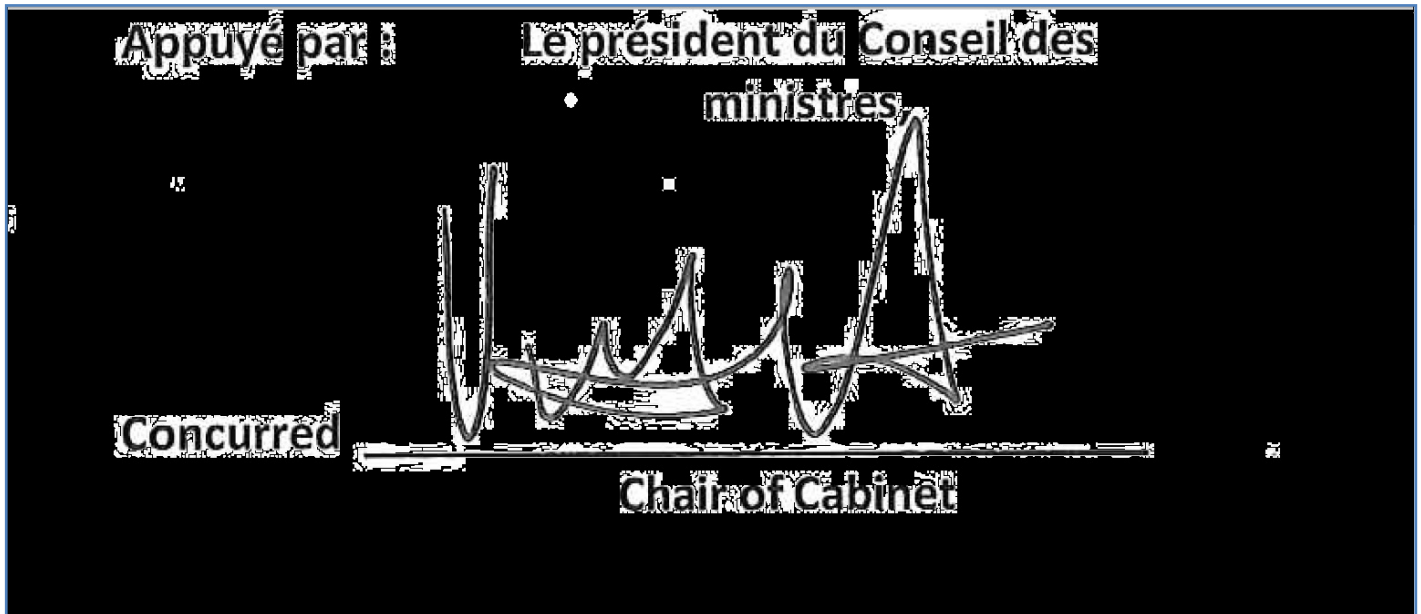 Appuyé par : Le président du Conseil des
ministres,
Concurred
Chair of Cabinet